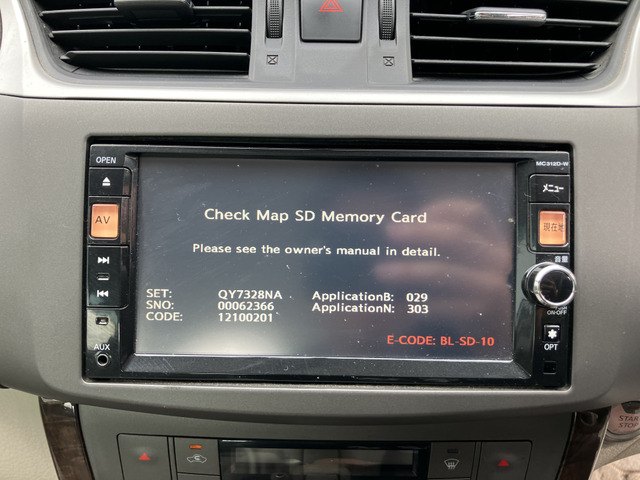 MC312D-W
OPEN
メニュー
AV
現在地
Check Map SD Memory Card
Please see the owner's manual in detail.
音量
SET: QY7328NA ApplicationB: 029
SNO: 00062366 ApplicationN: 303
CODE: 12100201
ON-OFF
E-CODE: BL-SD-10
AUX
OPT
START
STOP